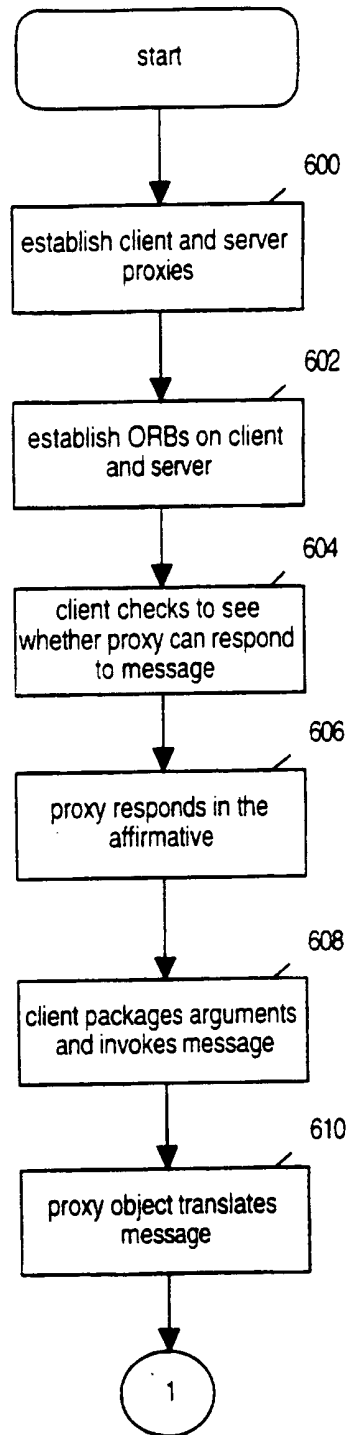 start
600
establish client and server
proxies
602
establish ORBs on client
and server
604
client checks to see
whether proxy can respond
to message
606
proxy responds in the
affirmative
608
client packages arguments
and invokes message
610
proxy object translates
message
1